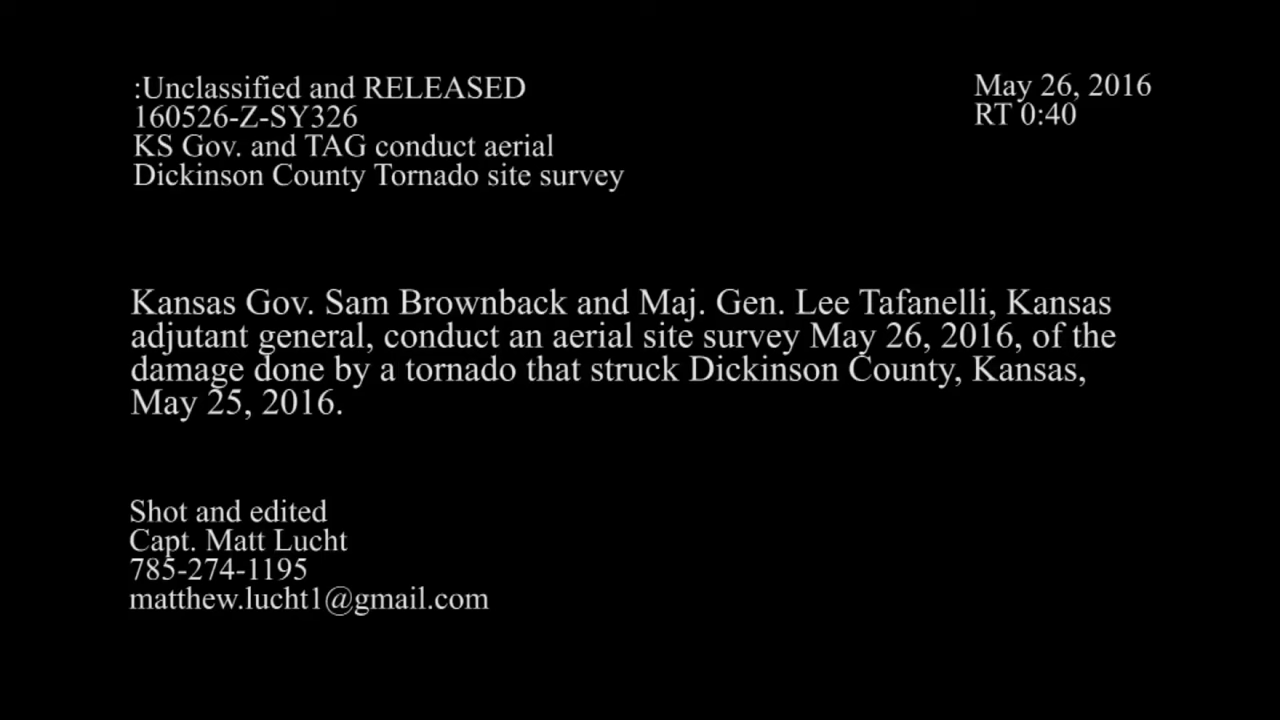 :Unclassified and RELEASED
160526-Z-SY326
KS Gov. and TAG conduct aerial
Dickinson County Tornado site survey
May 26, 2016
RT 0:40
Kansas Gov. Sam Brownback and Maj. Gen. Lee Tafanelli, Kansas
adjutant general, conduct an aerial site survey May 26, 2016, of the
damage done by a tornado that struck Dickinson County, Kansas,
May 25, 2016.
Shot and edited
Capt. Matt Lucht
785-274-1195
matthew.lucht1@gmail.com